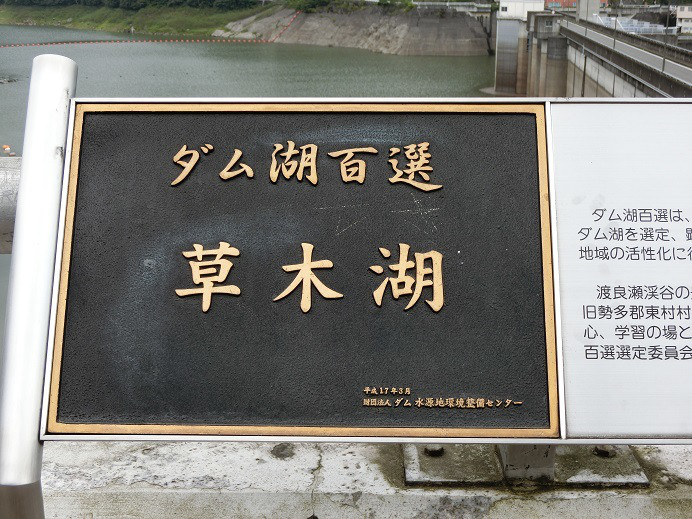 ダム湖百選
草木湖
平成17年3月
財団法人 ダム水源地環境整備センター
ダム湖百選は、
ダム湖を選定、顕
地域の活性化に
渡良瀬渓谷の
旧勢多郡東村村
心、学習の場と
百選選定委員会